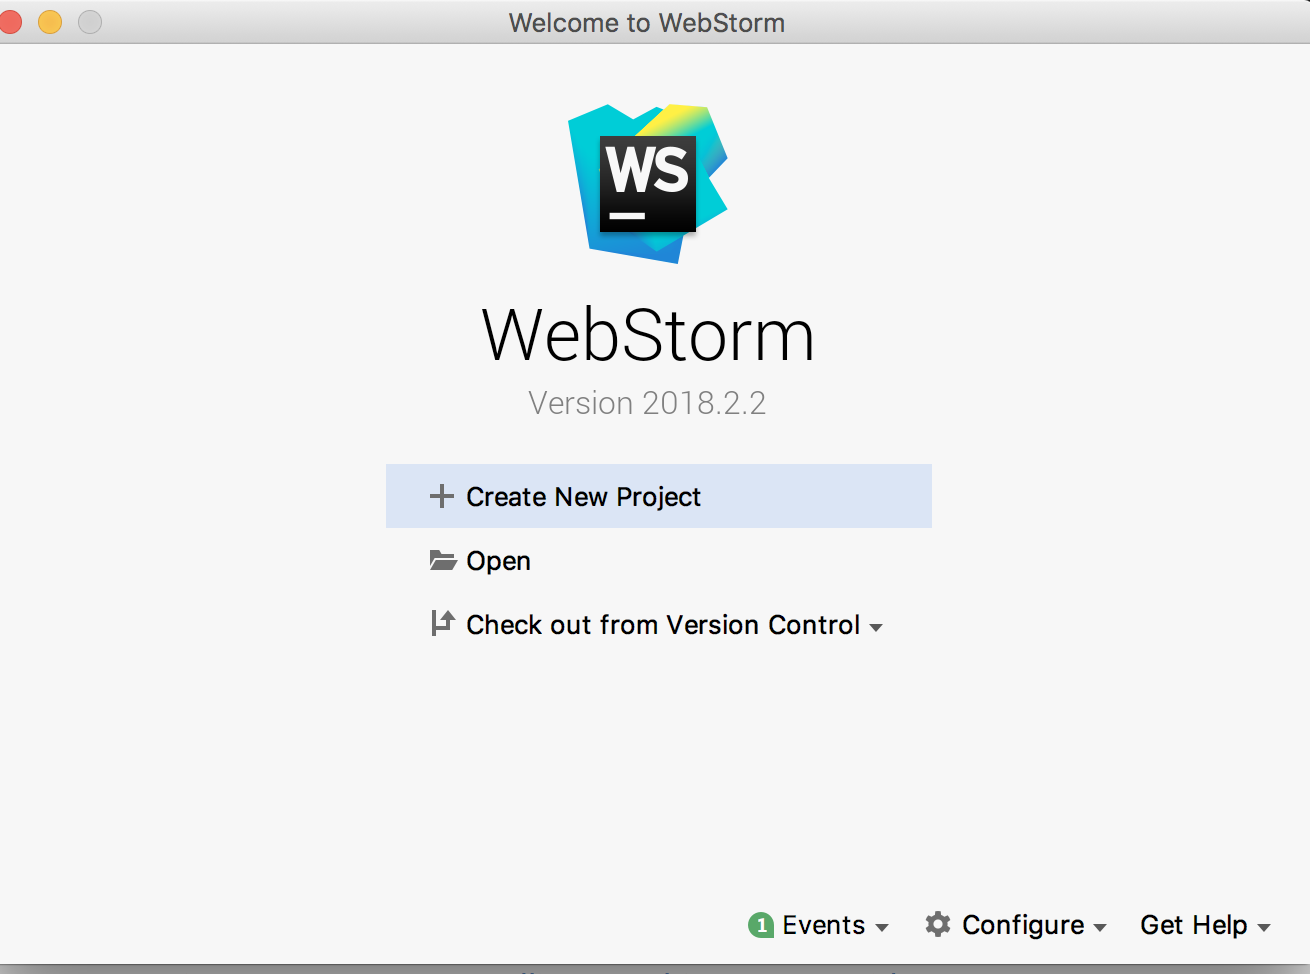 Welcome to WebStorm
WS
WebStorm
Version 2018.2.2
Create New Project
Open
Check out from Version Control
1 Events Configure Get Help